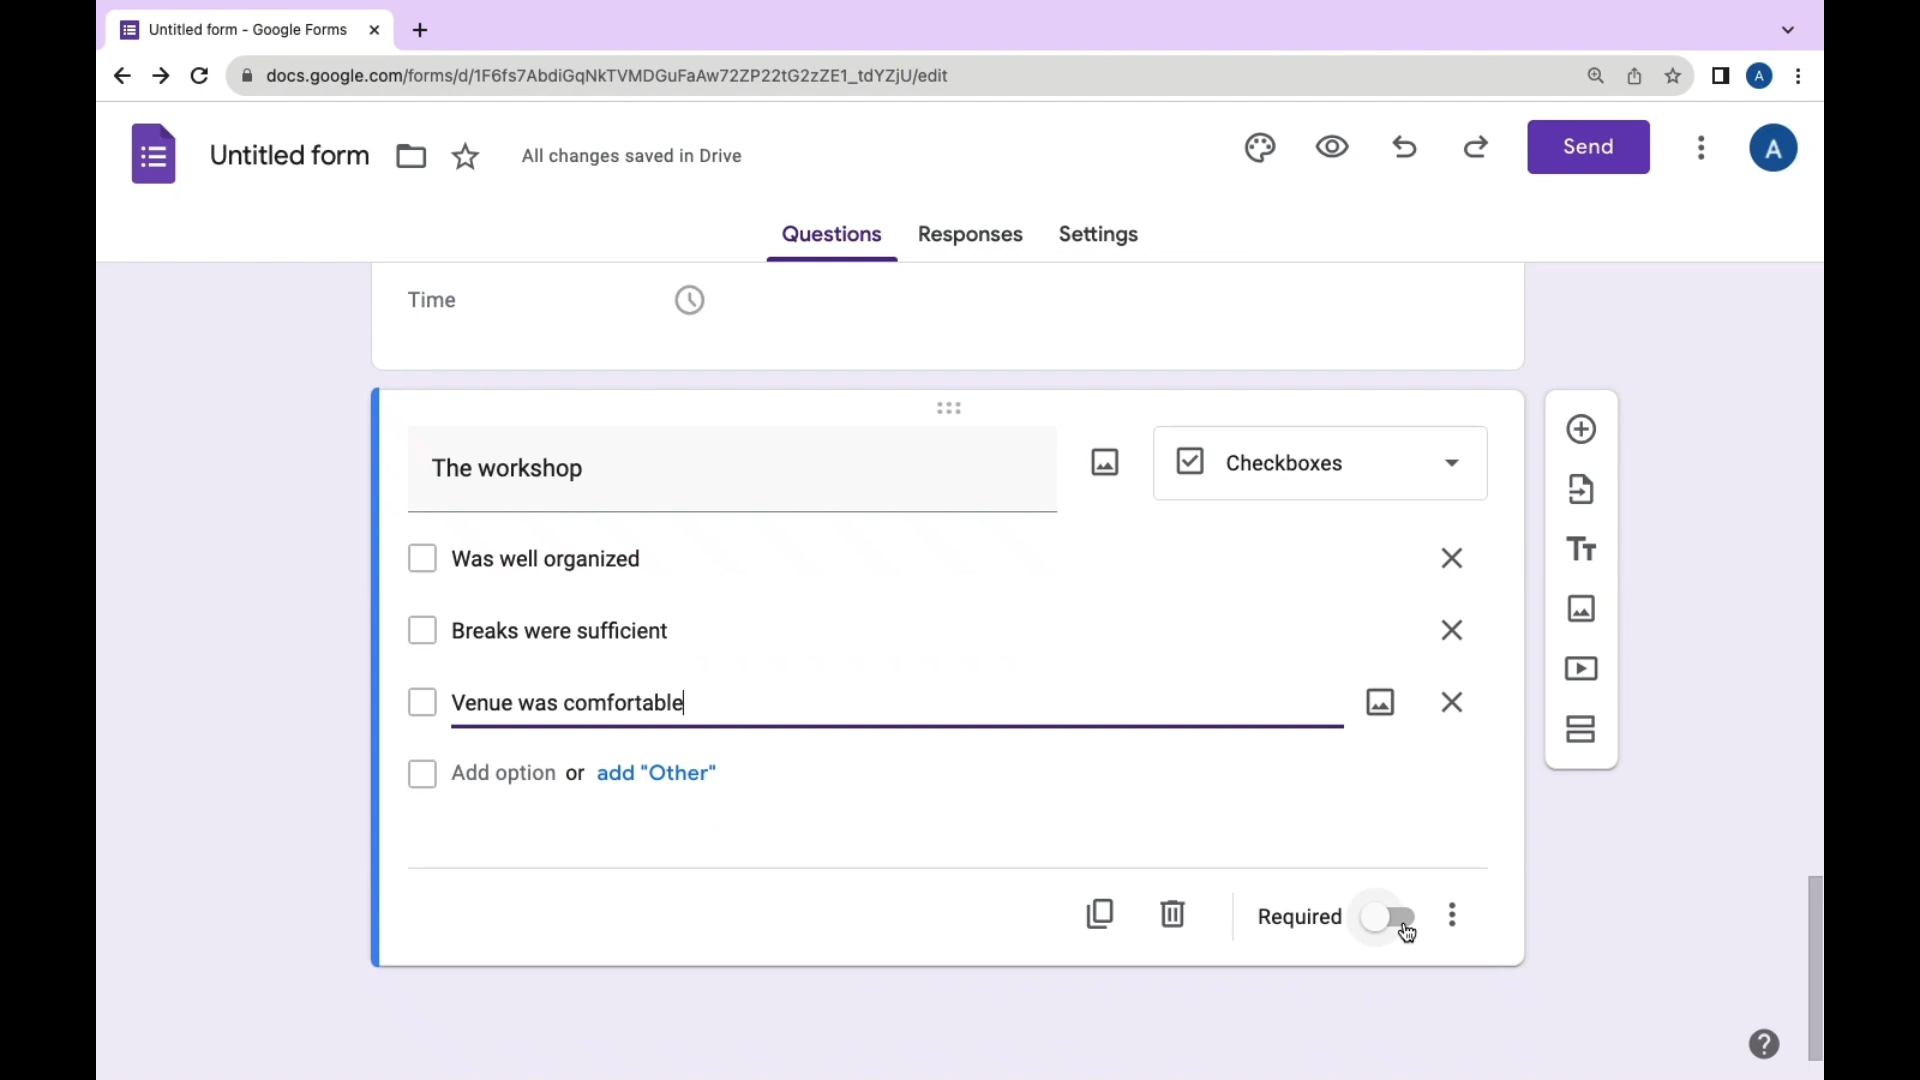 Untitled form - Google Forms
docs.google.com/forms/d/1F6fs7AbdiGqNkTVMDGuFaAw72ZP22tG2zZE1_tdYZjU/edit
A
Untitled form
All changes saved in Drive
Send
A
Questions
Responses
Settings
Time
The workshop
Checkboxes
Was well organized
Breaks were sufficient
Venue was comfortable
Add option or add "Other"
Required